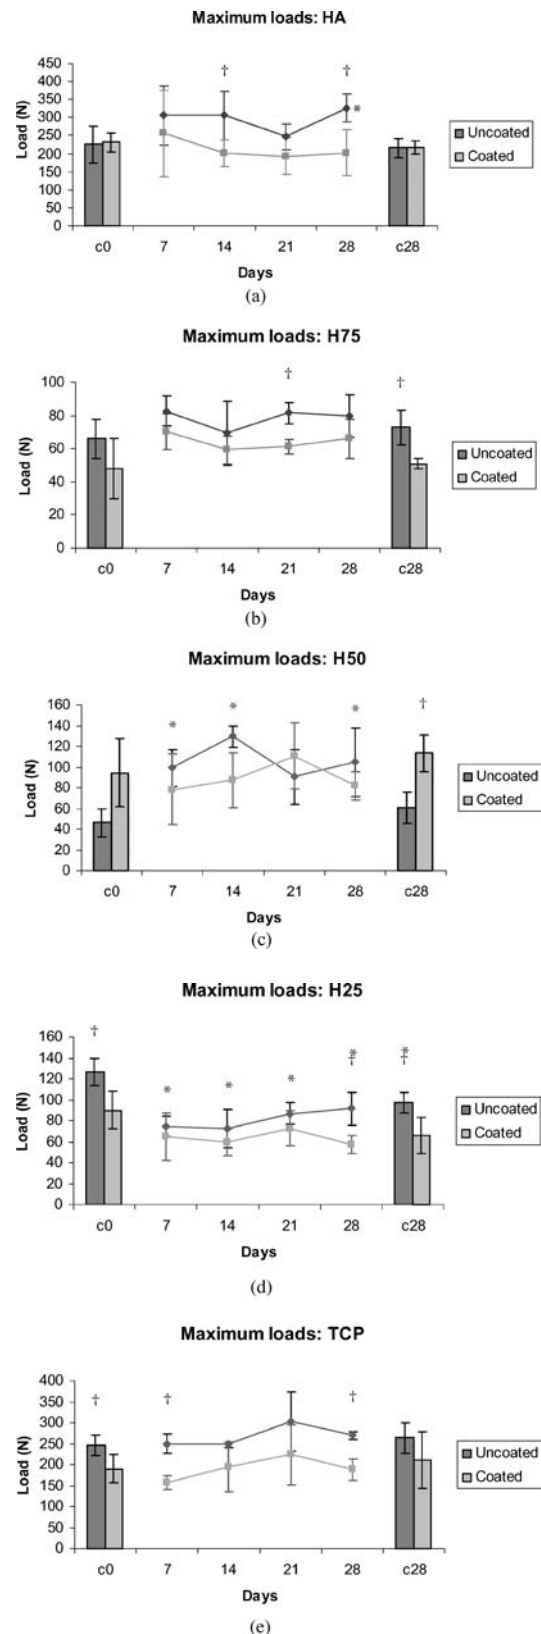 Maximum loads: HA
† †
450
400
350
300
250
200
150
100
50
0
Load (N)
*
Uncoated
Coated
c0 7 14 21 28 c28
Days
(a)
Maximum loads: H75
† †
100
80
60
40
20
0
Load (N)
Uncoated
Coated
c0 7 14 21 28 c28
Days
(b)
Maximum loads: H50
* * * †
160
140
120
100
80
60
40
20
0
Load (N)
Uncoated
Coated
c0 7 14 21 28 c28
Days
(c)
Maximum loads: H25
† * * * * † * †
160
140
120
100
80
60
40
20
0
Load (N)
Uncoated
Coated
c0 7 14 21 28 c28
Days
(d)
Maximum loads: TCP
† † †
400
350
300
250
200
150
100
50
0
Load (N)
Uncoated
Coated
c0 7 14 21 28 c28
Days
(e)